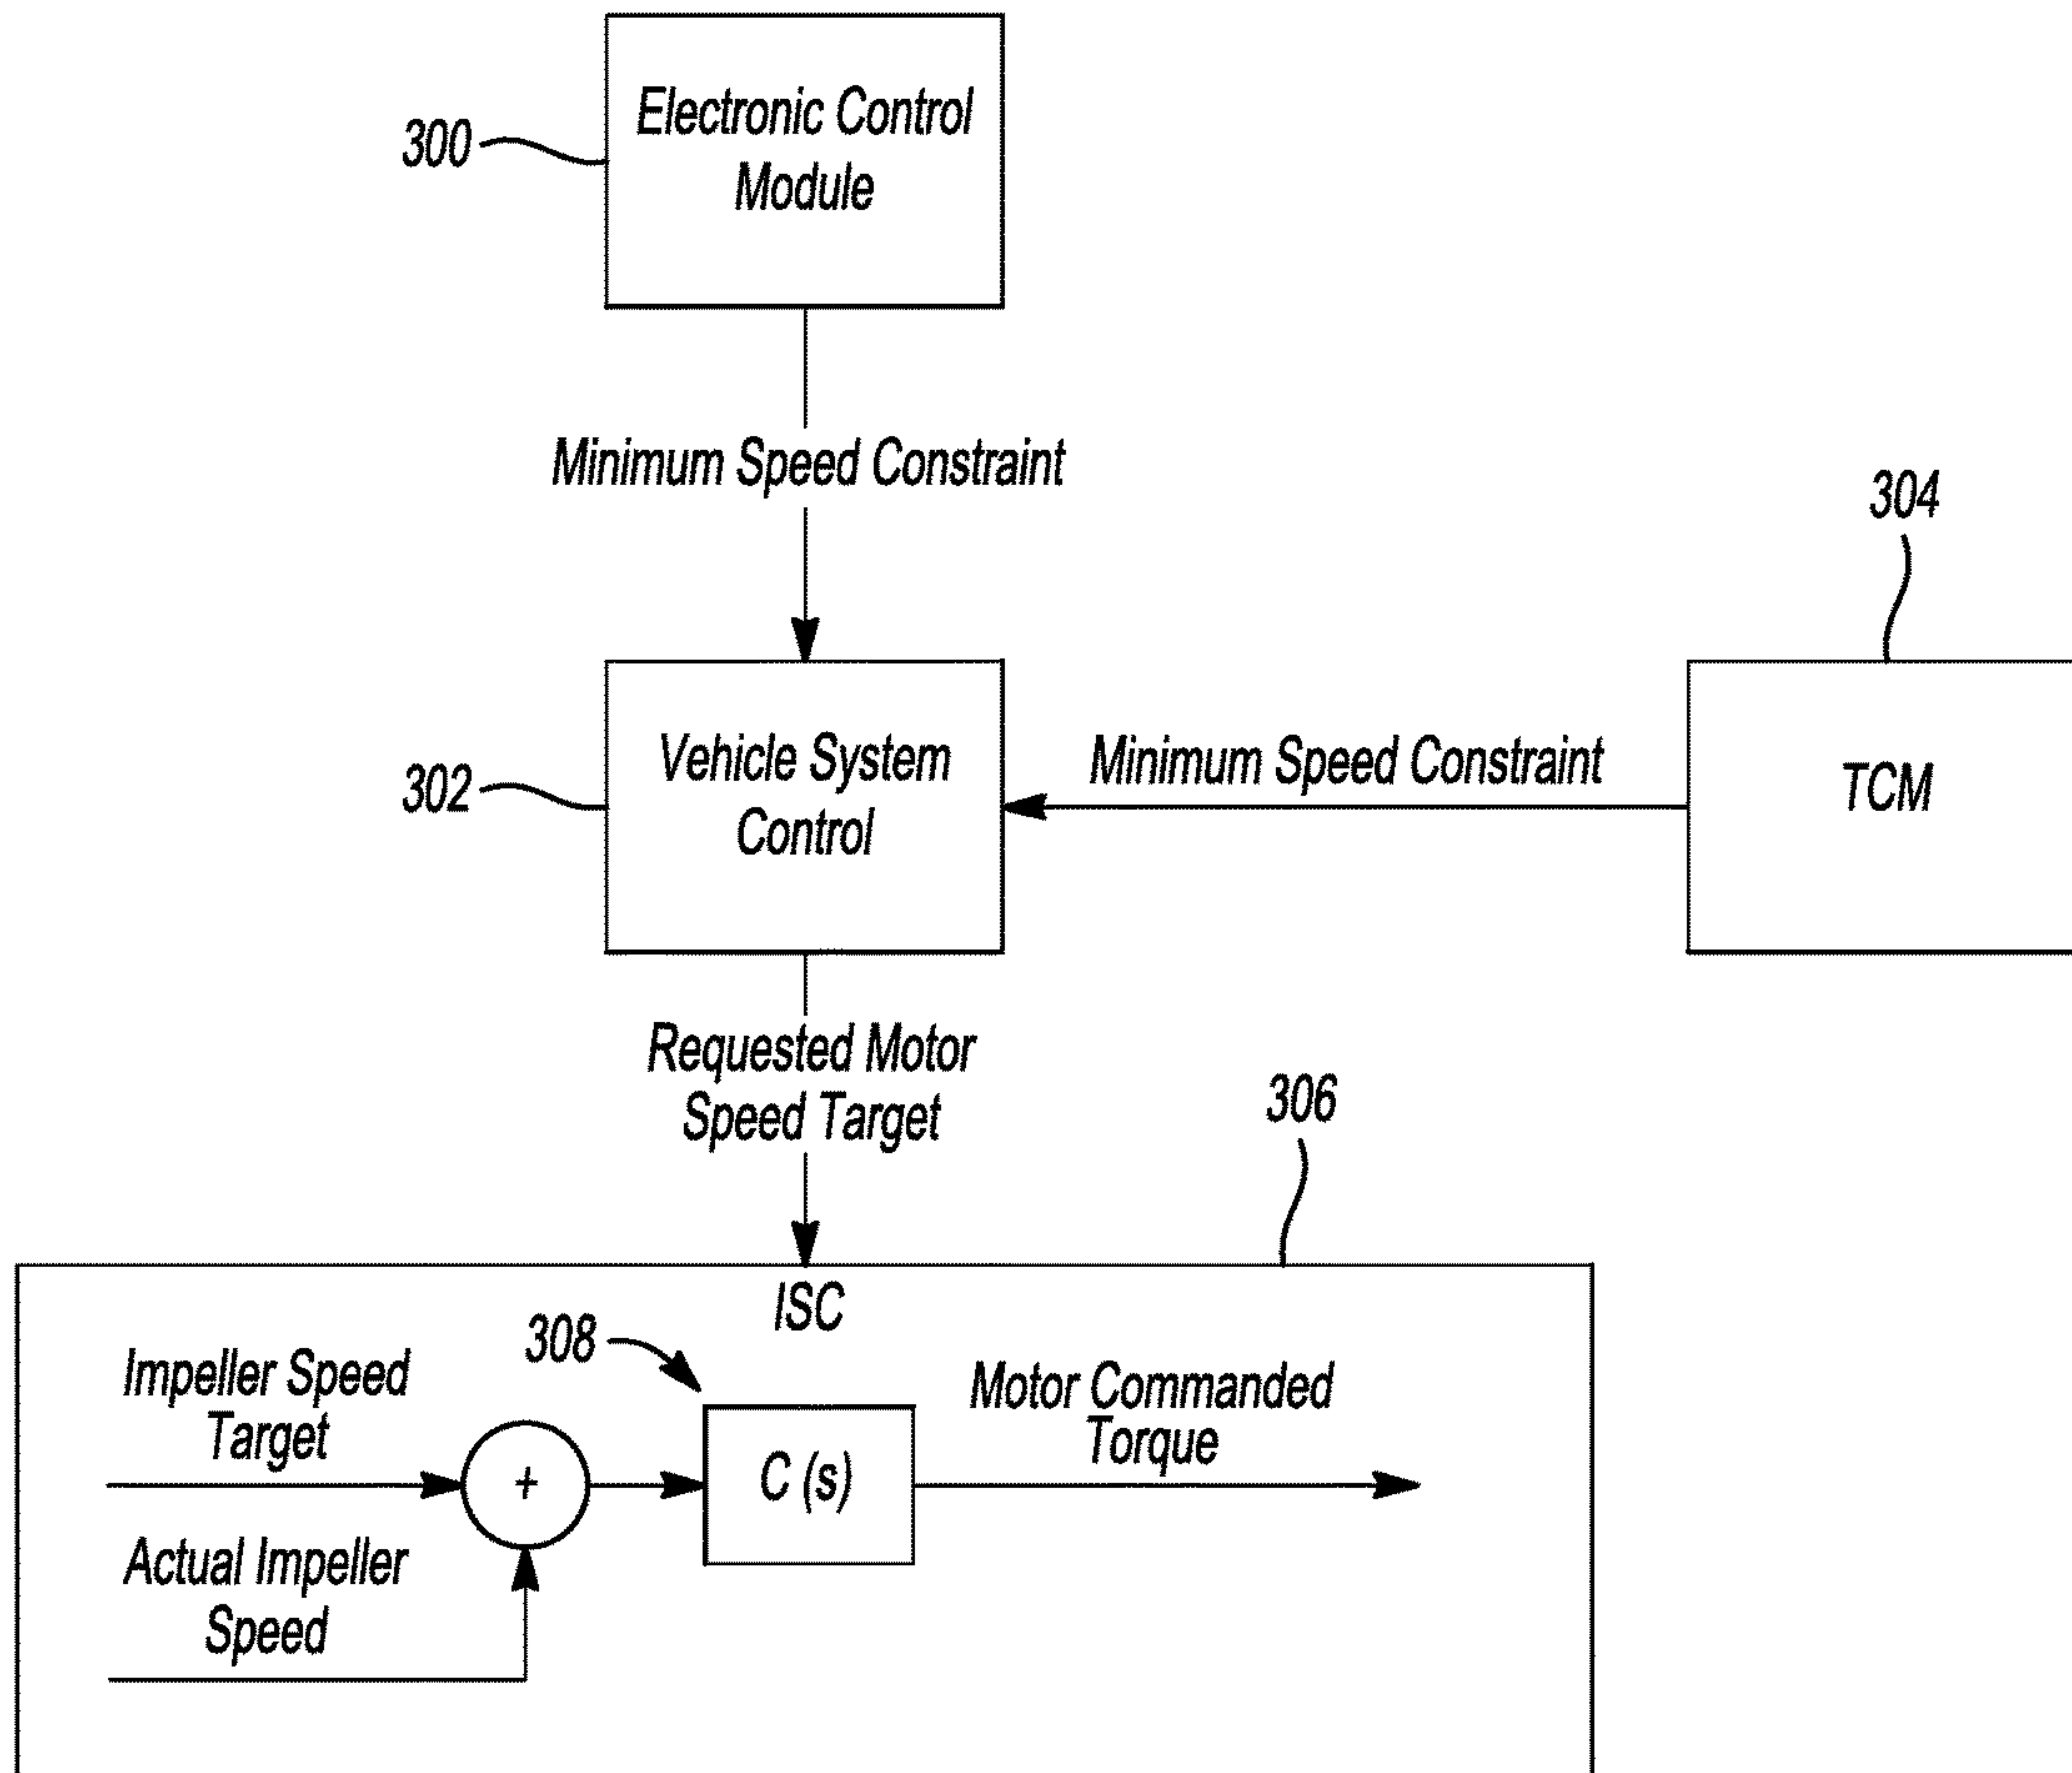 Electronic Control
Module
300
Minimum Speed Constraint
304
Vehicle System
Control
302
Minimum Speed Constraint
TCM
Requested Motor
Speed Target
306
ISC
308
Impeller Speed
Target
Motor Commanded
Torque
+
C (s)
Actual Impeller
Speed